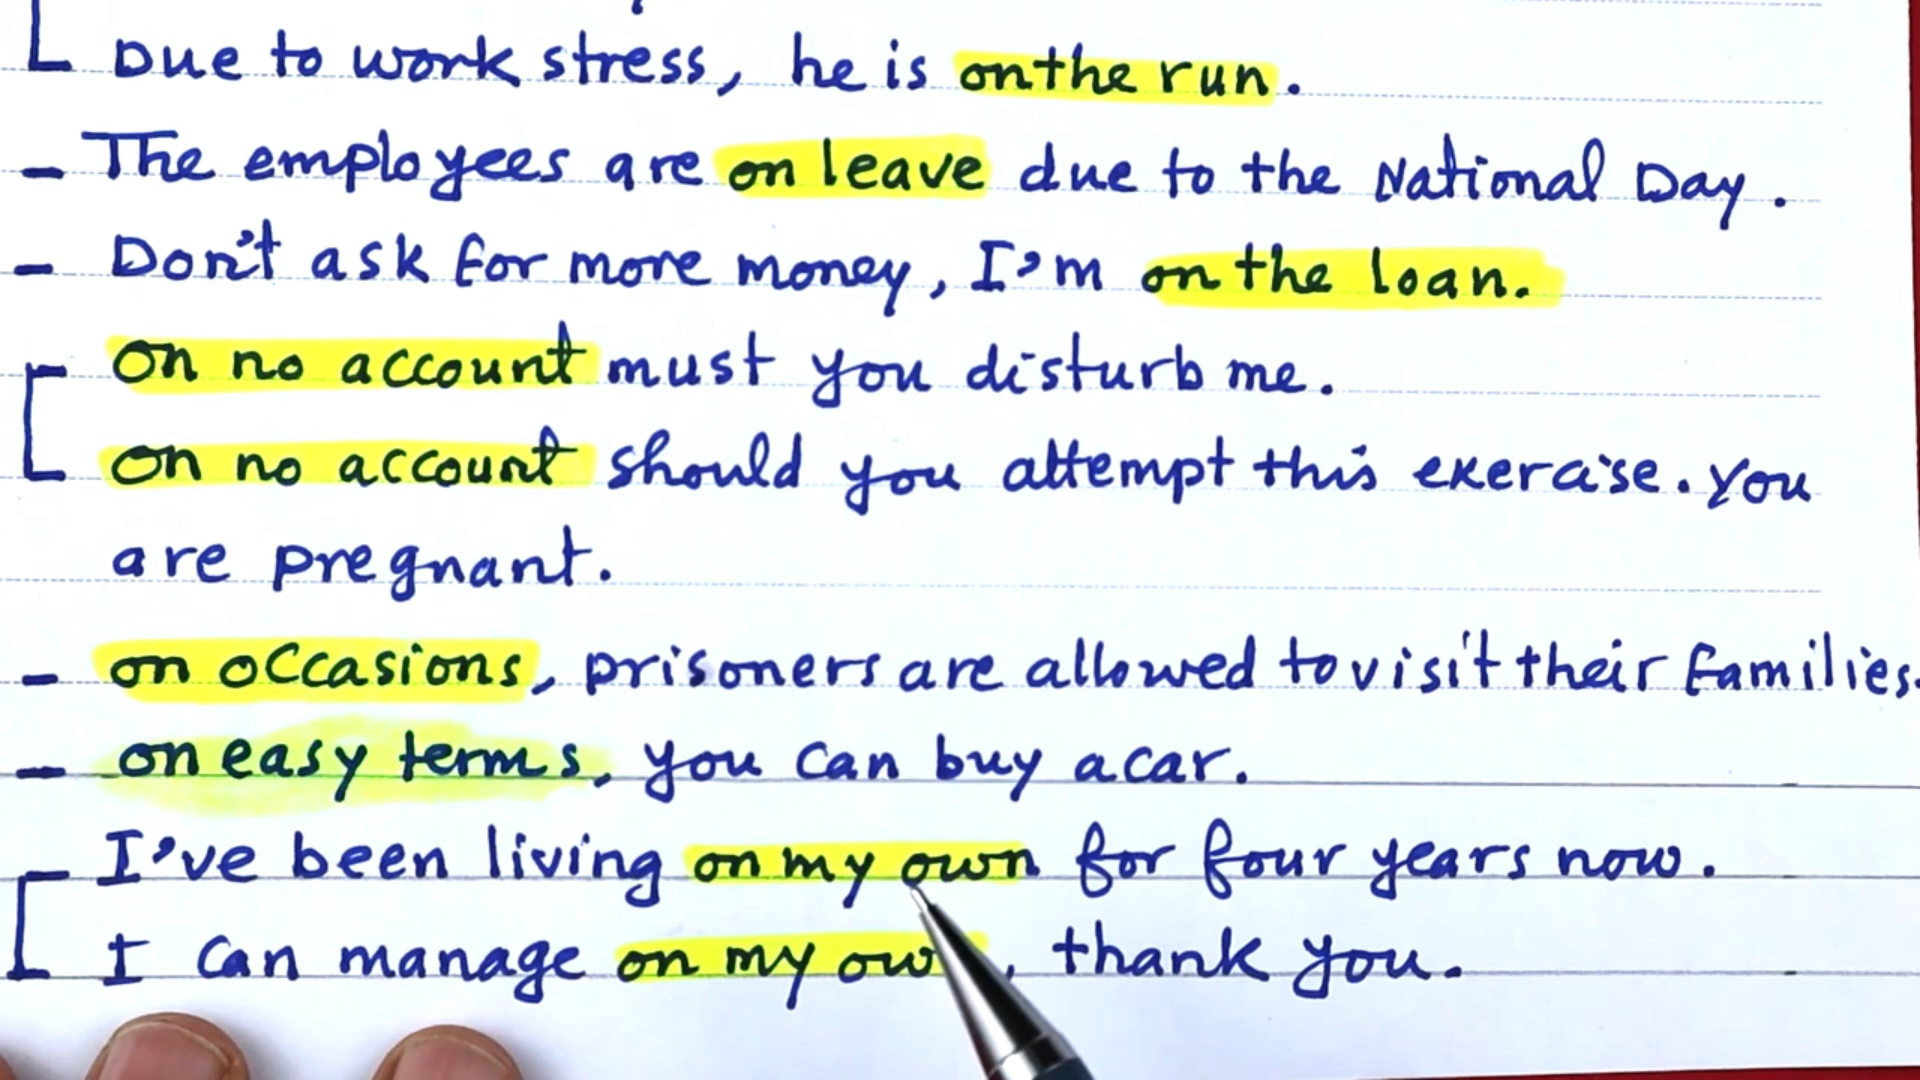 Due to work stress, he is on the run.
- The employees are on leave due to the National Day.
- Don't ask for more money, I'm on the loan.
on no account must you disturb me.
on no account should you attempt this exercise. you
are pregnant.
- on occasions, prisoners are allowed to visit their families.
- on easy terms, you can buy a car.
I've been living on my own for four years now.
I can manage on my ow , thank you.